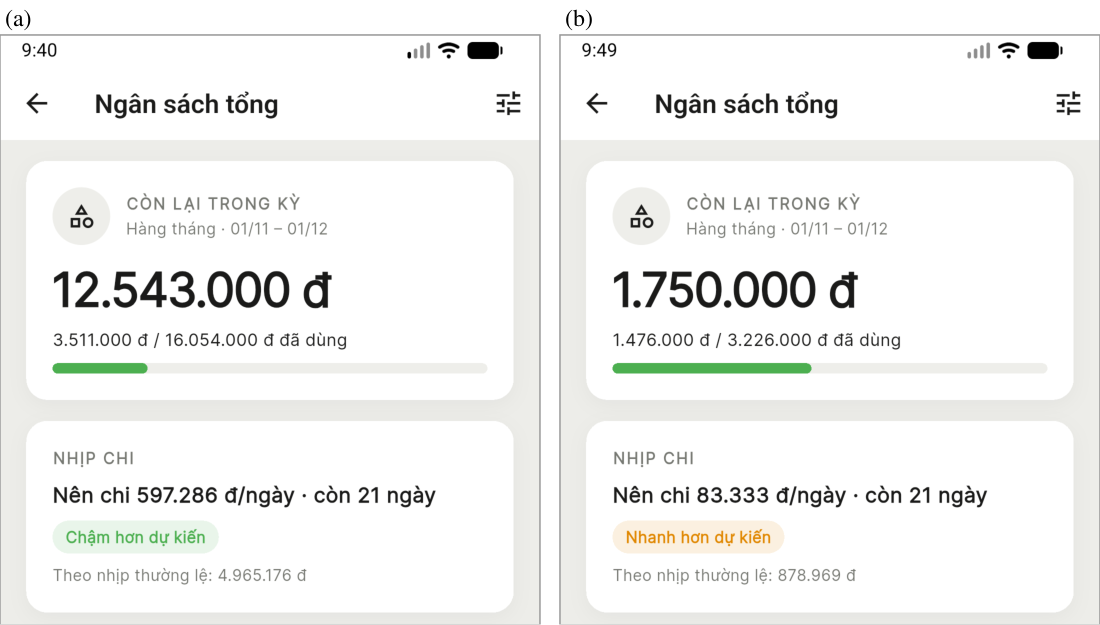 (a)
9:40
Ngân sách tổng
CÒN LẠI TRONG KỲ
Hàng tháng · 01/11 – 01/12
12.543.000 đ
3.511.000 đ / 16.054.000 đ đã dùng
NHỊP CHI
Nên chi 597.286 đ/ngày · còn 21 ngày
Chậm hơn dự kiến
Theo nhịp thường lệ: 4.965.176 đ
(b)
9:49
Ngân sách tổng
CÒN LẠI TRONG KỲ
Hàng tháng · 01/11 – 01/12
1.750.000 đ
1.476.000 đ / 3.226.000 đ đã dùng
NHỊP CHI
Nên chi 83.333 đ/ngày · còn 21 ngày
Nhanh hơn dự kiến
Theo nhịp thường lệ: 878.969 đ